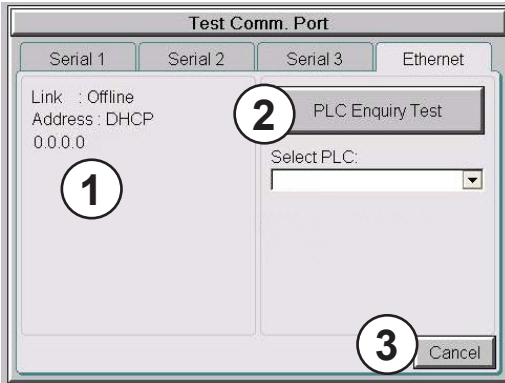 Test Comm. Port
Serial 1
Serial 2
Serial 3
Ethernet
Link : Offline
Address : DHCP
0.0.0.0
1
2
PLC Enquiry Test
Select PLC:
3
Cancel